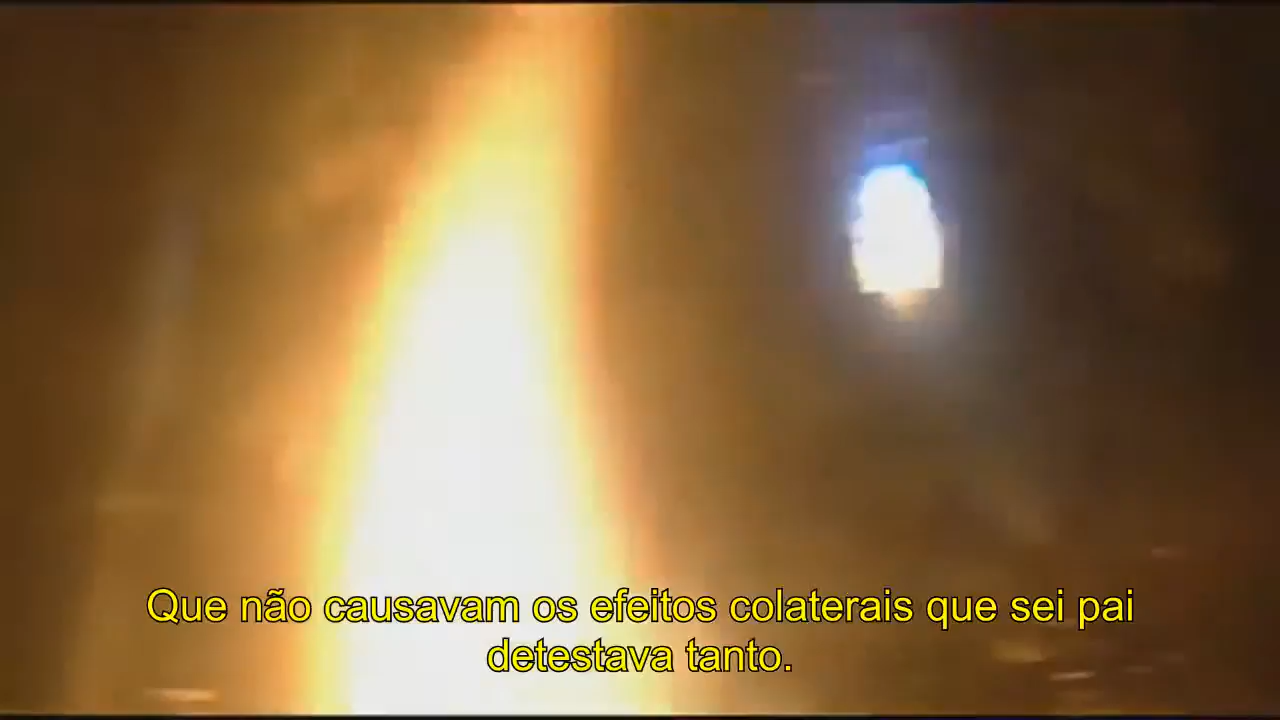 Que não causavam os efeitos colaterais que sei pai
detestava tanto.